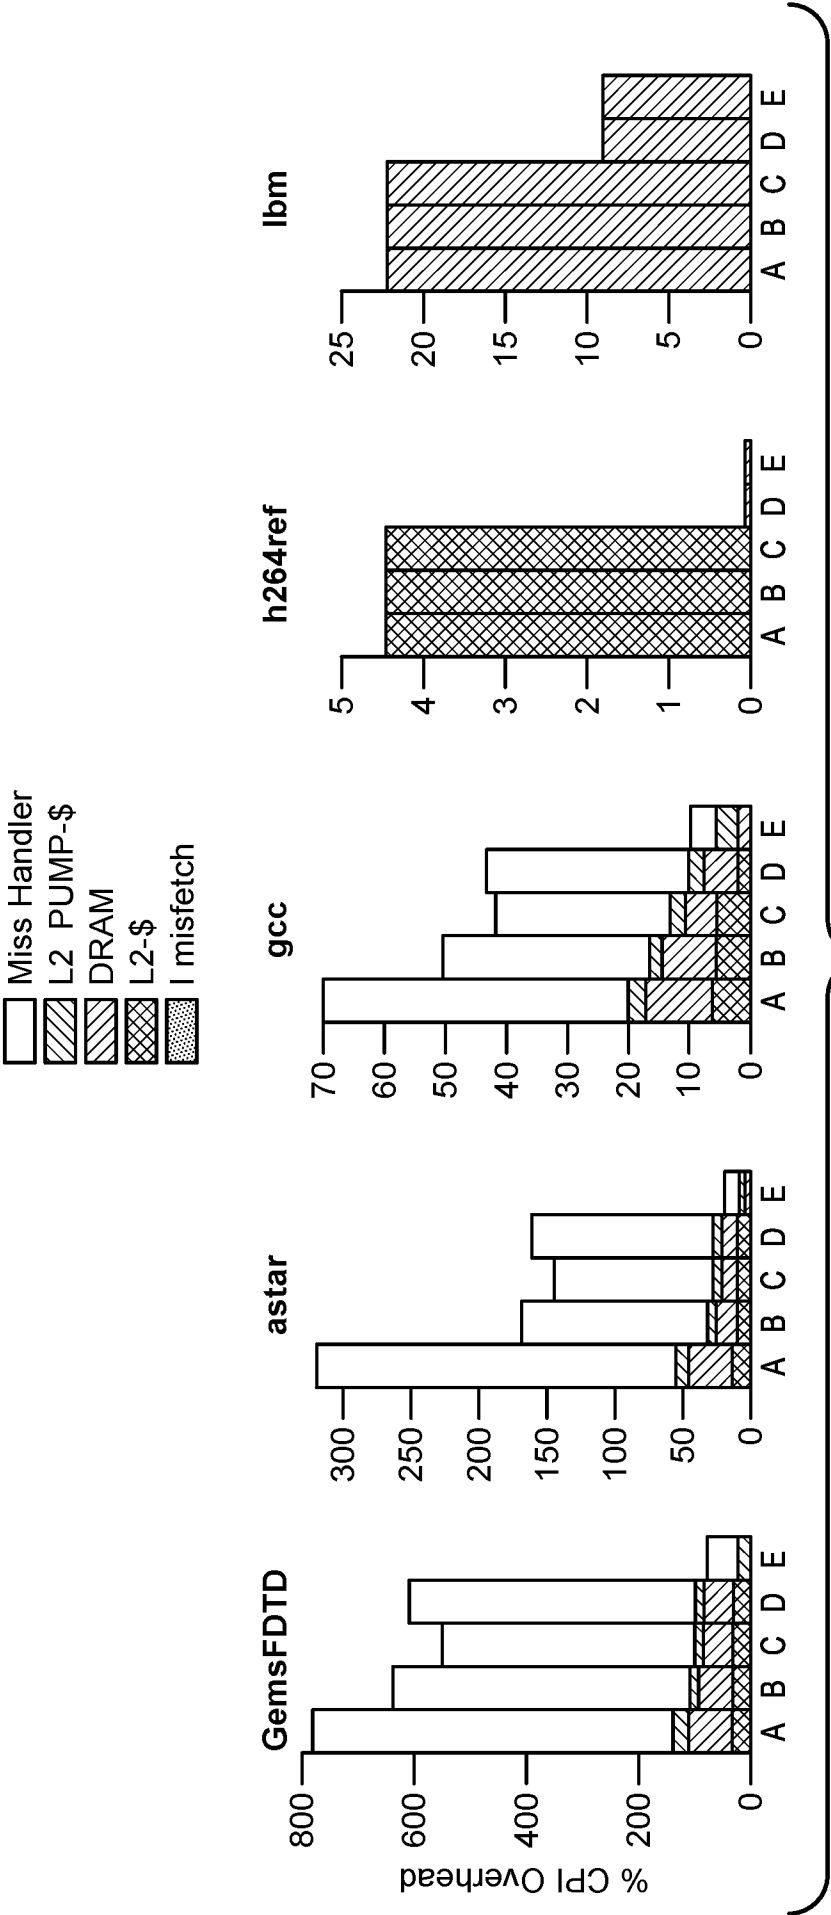 Miss Handler
L2 PUMP-$
DRAM
L2-$
I misfetch
% CPI Overhead
GemsFDTD
800
600
400
200
0
A B C D E
astar
300
250
200
150
100
50
0
A B C D E
gcc
70
60
50
40
30
20
10
0
A B C D E
h264ref
5
4
3
2
1
0
A B C D E
lbm
25
20
15
10
5
0
A B C D E